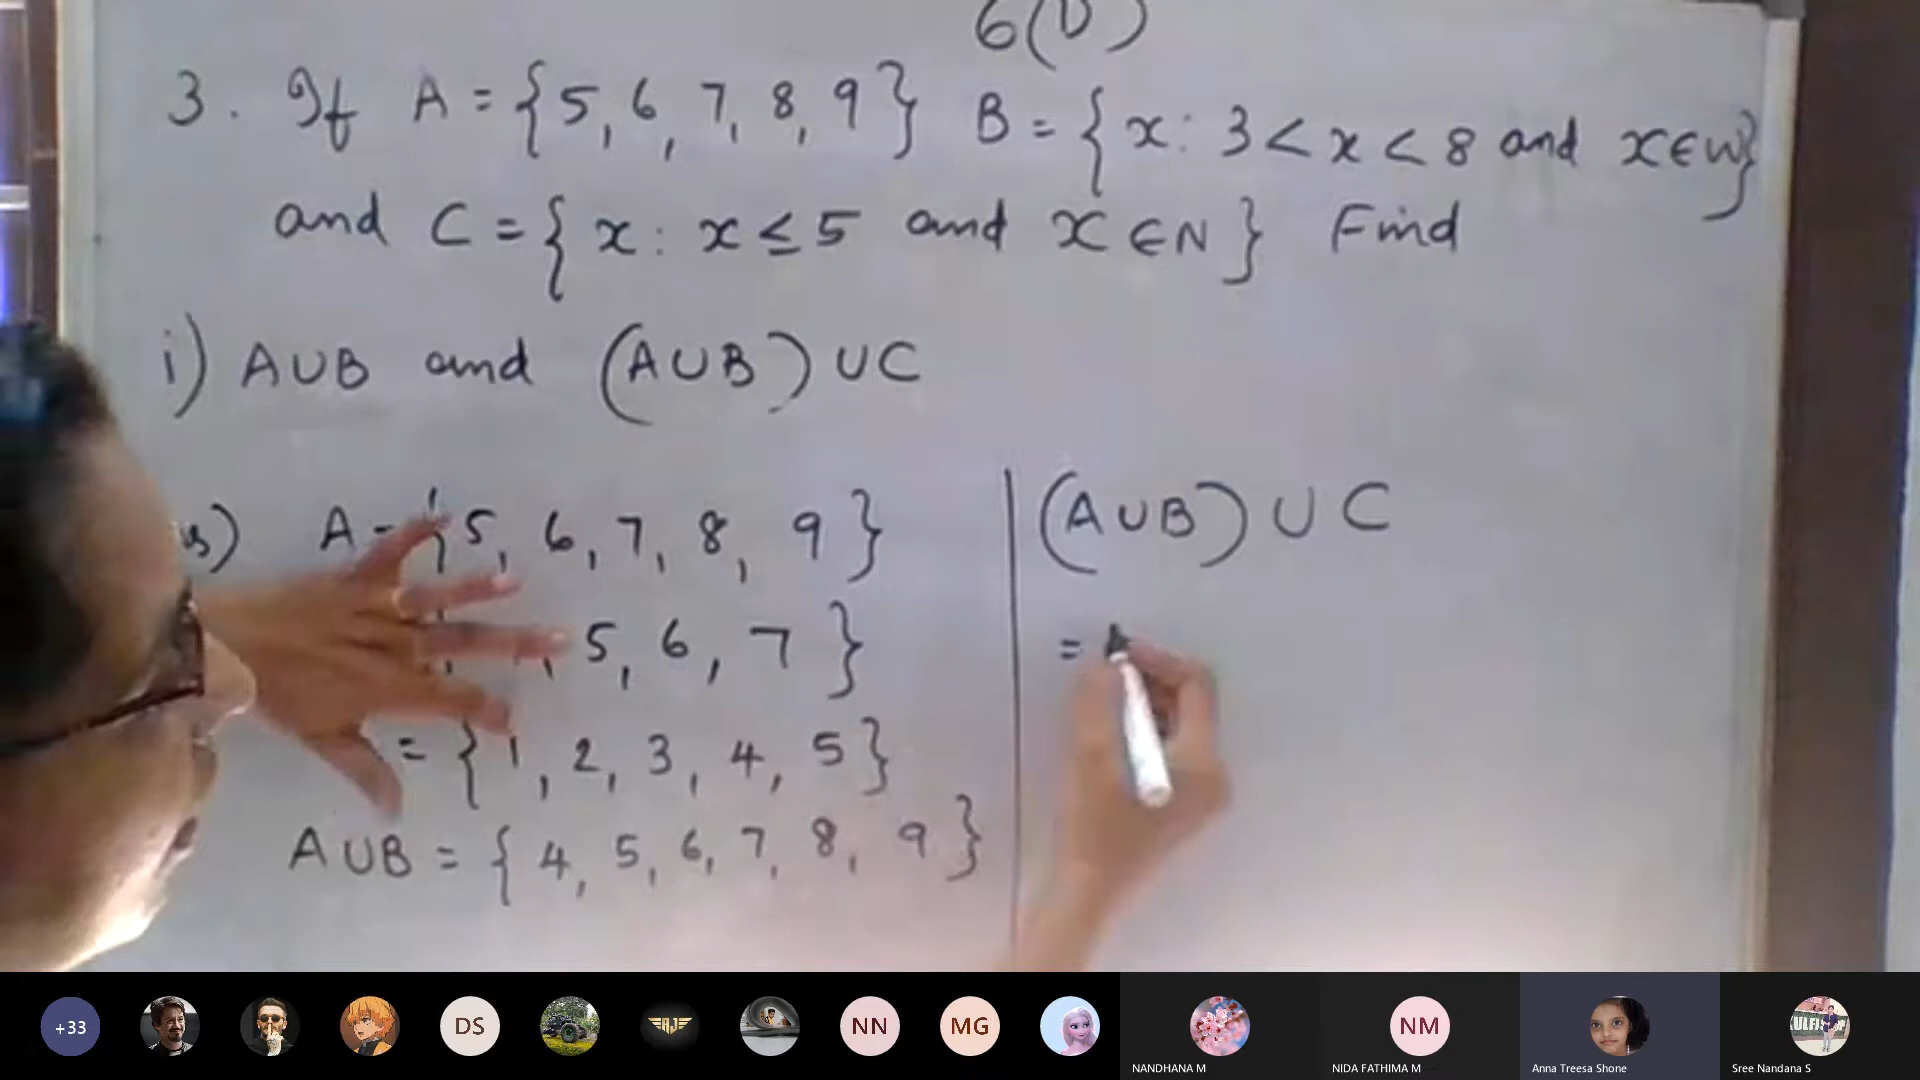 6(D)
3. If A = {5, 6, 7, 8, 9} B = {x : 3 < x < 8 and x∈W}
and C = {x : x ≤ 5 and x∈N} Find
i) A∪B and (A∪B)∪C
s) A = {5, 6, 7, 8, 9}
5, 6, 7}
= {1, 2, 3, 4, 5}
A∪B = {4, 5, 6, 7, 8, 9}
(A∪B)∪C
=
+33
DS
AJ
NN
MG
NM
NANDHANA M
NIDA FATHIMA M
Anna Treesa Shone
Sree Nandana S